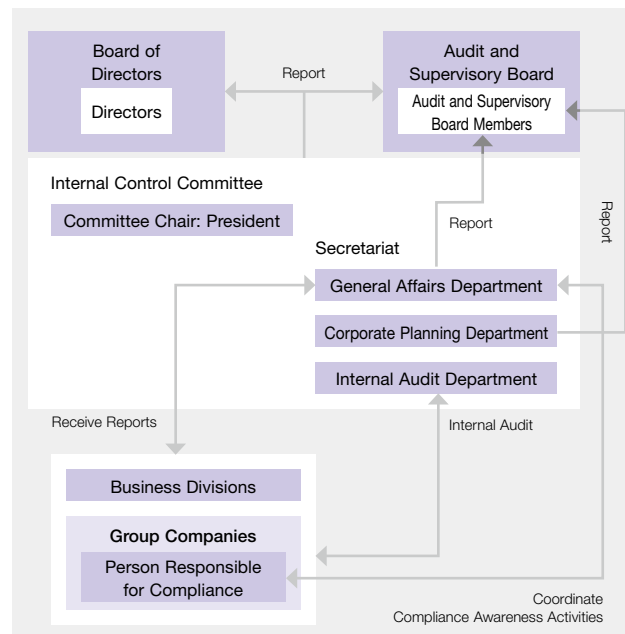 Board of
Directors
Directors
Report
Audit and
Supervisory Board
Audit and Supervisory
Board Members
Internal Control Committee
Committee Chair: President
Report
Report
Secretariat
General Affairs Department
Corporate Planning Department
Internal Audit Department
Receive Reports
Internal Audit
Business Divisions
Group Companies
Person Responsible
for Compliance
Coordinate
Compliance Awareness Activities